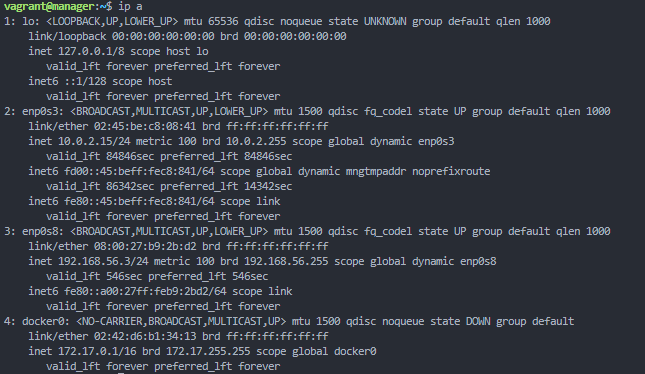 vagrant@manager:~$ ip a
1: lo: <LOOPBACK,UP,LOWER_UP> mtu 65536 qdisc noqueue state UNKNOWN group default qlen 1000
    link/loopback 00:00:00:00:00:00 brd 00:00:00:00:00:00
    inet 127.0.0.1/8 scope host lo
       valid_lft forever preferred_lft forever
    inet6 ::1/128 scope host
       valid_lft forever preferred_lft forever
2: enp0s3: <BROADCAST,MULTICAST,UP,LOWER_UP> mtu 1500 qdisc fq_codel state UP group default qlen 1000
    link/ether 02:45:be:c8:08:41 brd ff:ff:ff:ff:ff:ff
    inet 10.0.2.15/24 metric 100 brd 10.0.2.255 scope global dynamic enp0s3
       valid_lft 84846sec preferred_lft 84846sec
    inet6 fd00::45:beff:fec8:841/64 scope global dynamic mngtmpaddr noprefixroute
       valid_lft 86342sec preferred_lft 14342sec
    inet6 fe80::45:beff:fec8:841/64 scope link
       valid_lft forever preferred_lft forever
3: enp0s8: <BROADCAST,MULTICAST,UP,LOWER_UP> mtu 1500 qdisc fq_codel state UP group default qlen 1000
    link/ether 08:00:27:b9:2b:d2 brd ff:ff:ff:ff:ff:ff
    inet 192.168.56.3/24 metric 100 brd 192.168.56.255 scope global dynamic enp0s8
       valid_lft 546sec preferred_lft 546sec
    inet6 fe80::a00:27ff:feb9:2bd2/64 scope link
       valid_lft forever preferred_lft forever
4: docker0: <NO-CARRIER,BROADCAST,MULTICAST,UP> mtu 1500 qdisc noqueue state DOWN group default
    link/ether 02:42:d6:b1:34:13 brd ff:ff:ff:ff:ff:ff
    inet 172.17.0.1/16 brd 172.17.255.255 scope global docker0
       valid_lft forever preferred_lft forever